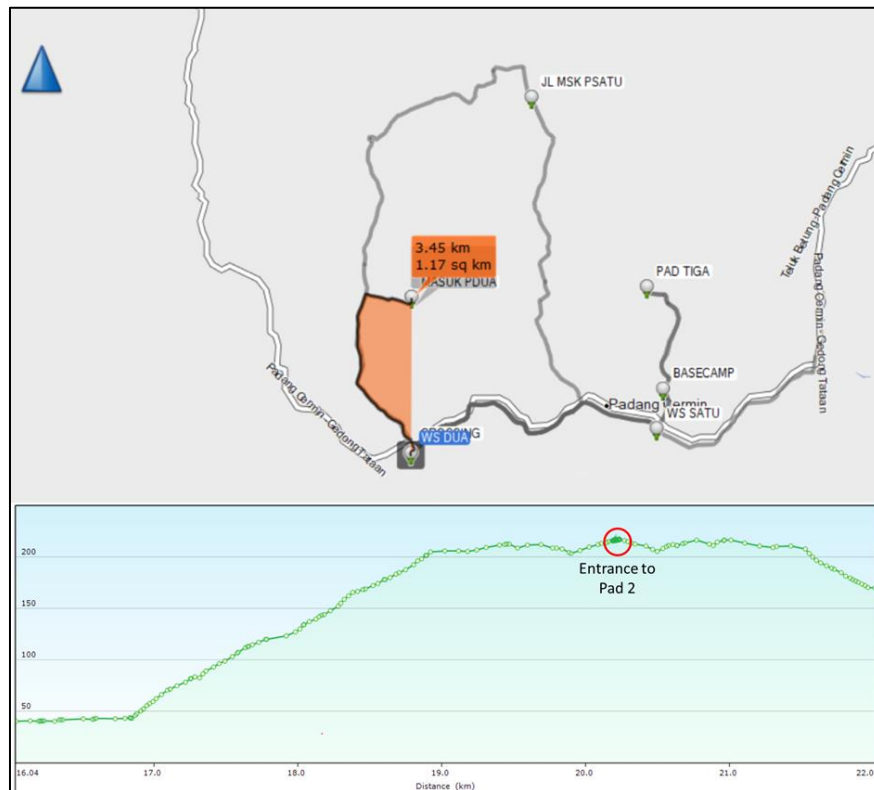 JL MSK PSATU
3.45 km
1.17 sq km
MASUK PDUA
PAD TIGA
BASECAMP
Padang Cermin
WS SATU
WS DUA
CROSSING
Padang Cermin - Gedong Tataan
Teluk Betung - Padang Cermin
Padang Cermin - Gedong Tataan
200
150
100
50
Entrance to
Pad 2
16.04
17.0
18.0
19.0
20.0
21.0
22.0
Distance (km)